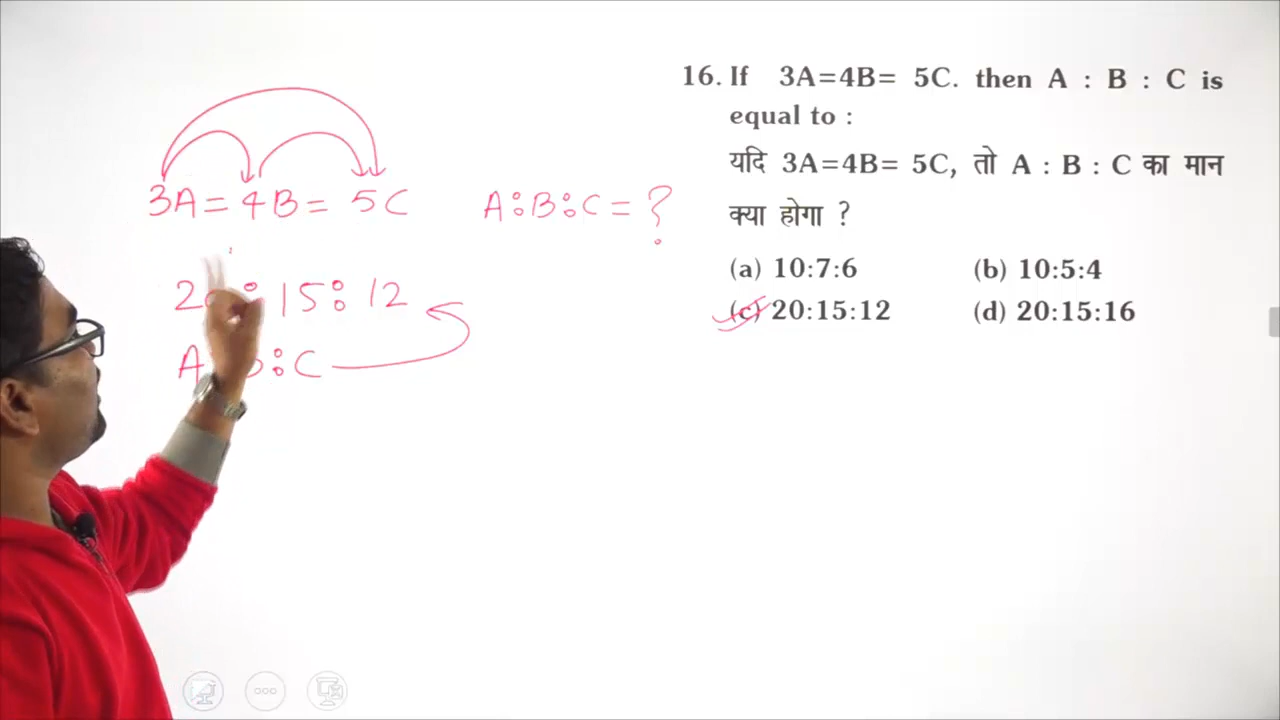 3A = 4B = 5C
A:B:C = ?
15:12
A
:C
16. If 3A=4B= 5C. then A : B : C is
equal to :
यदि 3A=4B= 5C, तो A : B : C का मान
क्या होगा ?
(a) 10:7:6
(b) 10:5:4
(c) 20:15:12
(d) 20:15:16